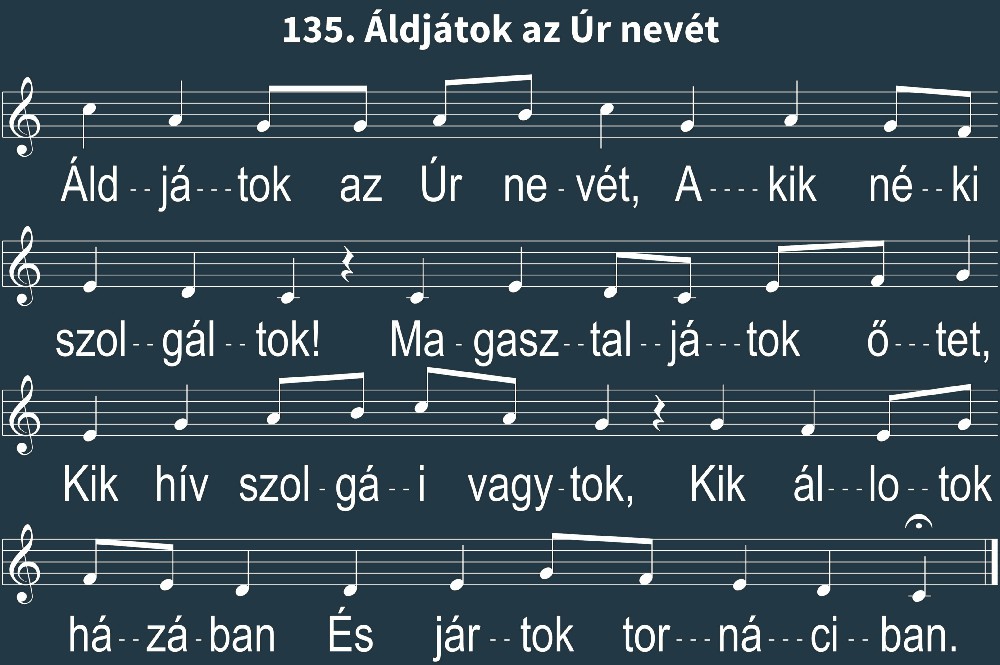 135. Áldjátok az Úr nevét
Áld - - já - - - tok az Úr ne - vét, A - - - - kik né - - ki
szol - - gál - - tok! Ma - gasz - - tal - - já - - - tok ő - - - tet,
Kik hív szol - gá - - i vagy - tok, Kik ál - - - lo - - tok
há - - zá - ban És jár - - tok tor - - - ná - - - ci - - ban.